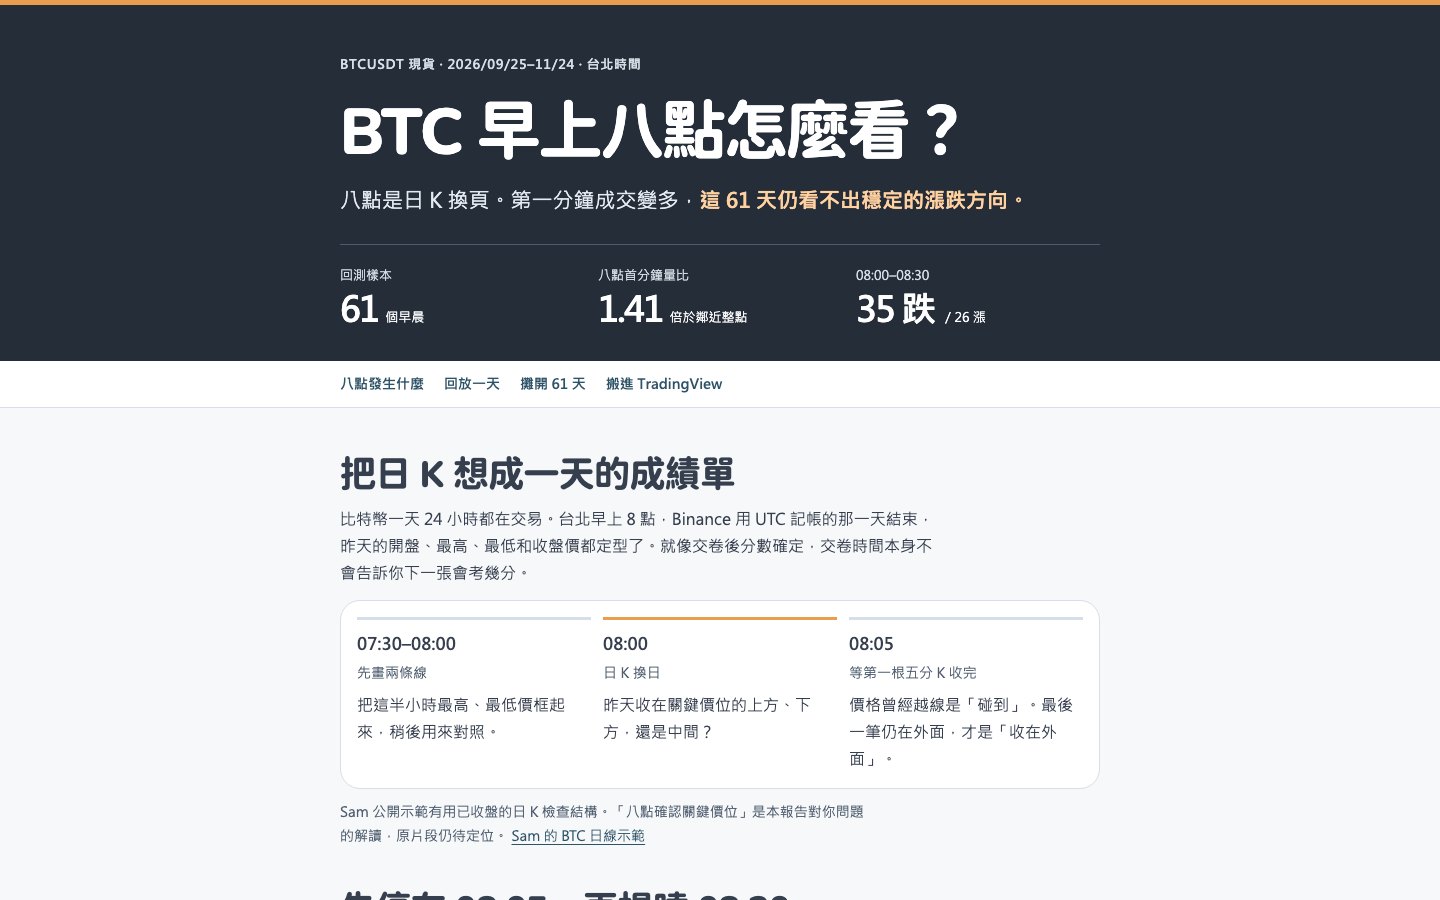 BTCUSDT 現貨 · 2026/09/25–11/24 · 台北時間
BTC 早上八點怎麼看？
八點是日 K 換頁。第一分鐘成交變多，這 61 天仍看不出穩定的漲跌方向。
回測樣本
61 個早晨
八點首分鐘量比
1.41 倍於鄰近整點
08:00–08:30
35 跌 / 26 漲
八點發生什麼 回放一天 攤開 61 天 搬進 TradingView
把日 K 想成一天的成績單
比特幣一天 24 小時都在交易。台北早上 8 點，Binance 用 UTC 記帳的那一天結束，
昨天的開盤、最高、最低和收盤價都定型了。就像交卷後分數確定，交卷時間本身不
會告訴你下一張會考幾分。
07:30–08:00
先畫兩條線
把這半小時最高、最低價框起
來，稍後用來對照。
08:00
日 K 換日
昨天收在關鍵價位的上方、下
方，還是中間？
08:05
等第一根五分 K 收完
價格曾經越線是「碰到」。最後
一筆仍在外面，才是「收在外
面」。
Sam 公開示範有用已收盤的日 K 檢查結構。「八點確認關鍵價位」是本報告對你問題
的解讀，原片段仍待定位。 Sam 的 BTC 日線示範